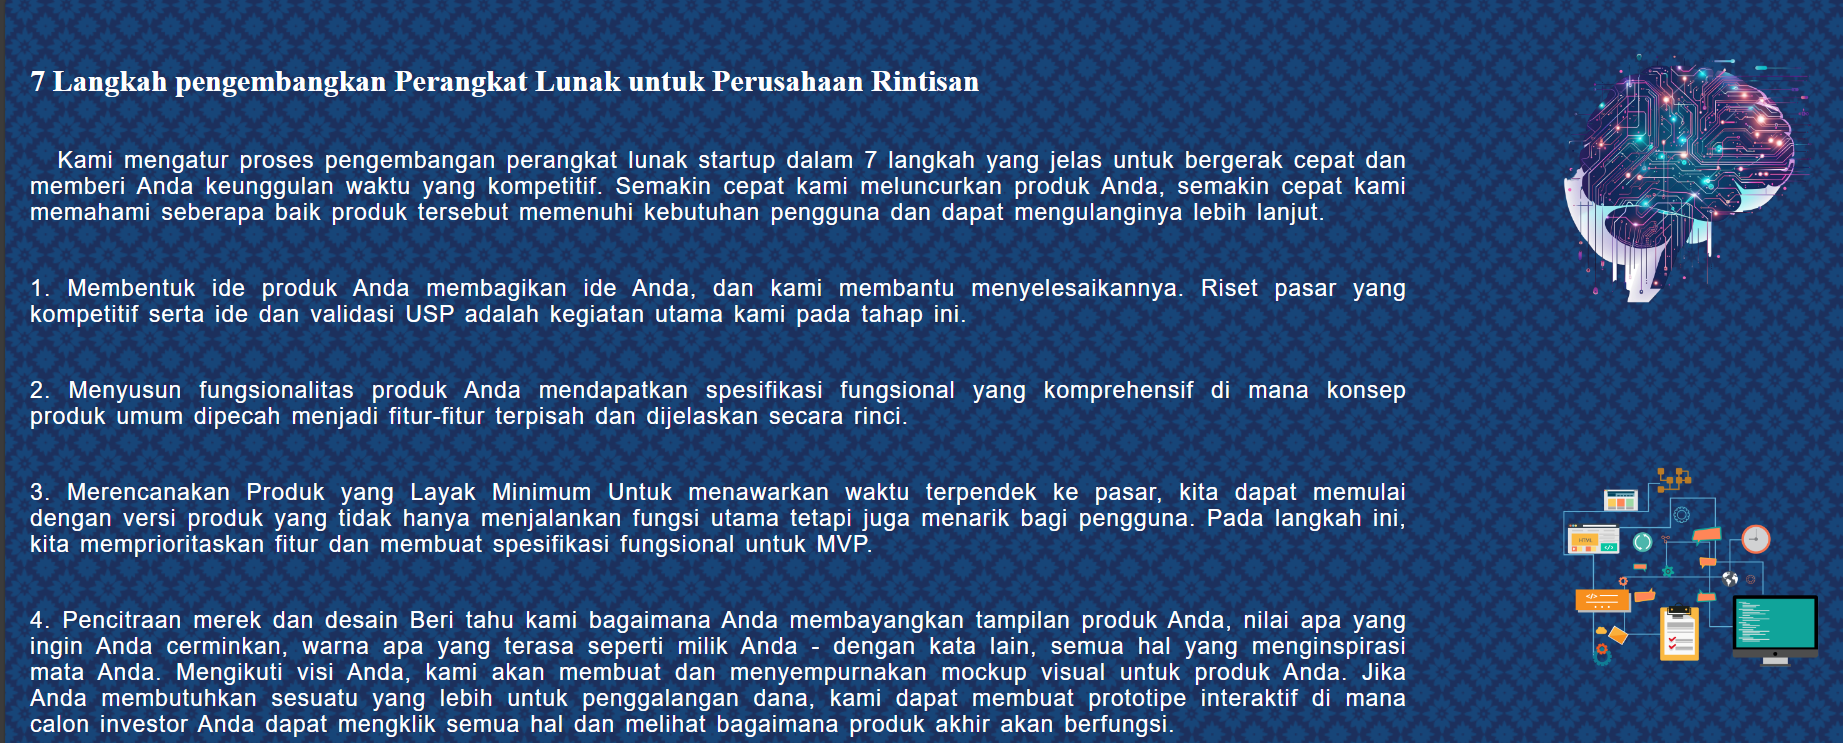 7 Langkah pengembangkan Perangkat Lunak untuk Perusahaan Rintisan
Kami mengatur proses pengembangan perangkat lunak startup dalam 7 langkah yang jelas untuk bergerak cepat dan
memberi Anda keunggulan waktu yang kompetitif. Semakin cepat kami meluncurkan produk Anda, semakin cepat kami
memahami seberapa baik produk tersebut memenuhi kebutuhan pengguna dan dapat mengulanginya lebih lanjut.
1. Membentuk ide produk Anda membagikan ide Anda, dan kami membantu menyelesaikannya. Riset pasar yang
kompetitif serta ide dan validasi USP adalah kegiatan utama kami pada tahap ini.
2. Menyusun fungsionalitas produk Anda mendapatkan spesifikasi fungsional yang komprehensif di mana konsep
produk umum dipecah menjadi fitur-fitur terpisah dan dijelaskan secara rinci.
3. Merencanakan Produk yang Layak Minimum Untuk menawarkan waktu terpendek ke pasar, kita dapat memulai
dengan versi produk yang tidak hanya menjalankan fungsi utama tetapi juga menarik bagi pengguna. Pada langkah ini,
kita memprioritaskan fitur dan membuat spesifikasi fungsional untuk MVP.
HTML
</>
</>
4. Pencitraan merek dan desain Beri tahu kami bagaimana Anda membayangkan tampilan produk Anda, nilai apa yang
ingin Anda cerminkan, warna apa yang terasa seperti milik Anda - dengan kata lain, semua hal yang menginspirasi
mata Anda. Mengikuti visi Anda, kami akan membuat dan menyempurnakan mockup visual untuk produk Anda. Jika
Anda membutuhkan sesuatu yang lebih untuk penggalangan dana, kami dapat membuat prototipe interaktif di mana
calon investor Anda dapat mengklik semua hal dan melihat bagaimana produk akhir akan berfungsi.